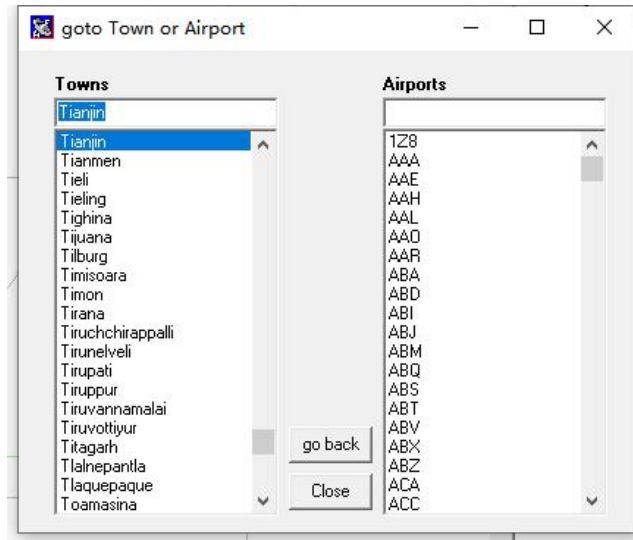 goto Town or Airport
Towns
Tianjin
Tianjin
Tianmen
Tieli
Tieling
Tighina
Tijuana
Tilburg
Timisoara
Timon
Tirana
Tiruchchirappalli
Tirunelveli
Tirupati
Tiruppur
Tiruvannamalai
Tiruvottiyur
Titagarh
Tlalnepantla
Tlaquepaque
Toamasina
go back
Close
Airports
1Z8
AAA
AAE
AAH
AAL
AAO
AAR
ABA
ABD
ABI
ABJ
ABM
ABQ
ABS
ABT
ABV
ABX
ABZ
ACA
ACC